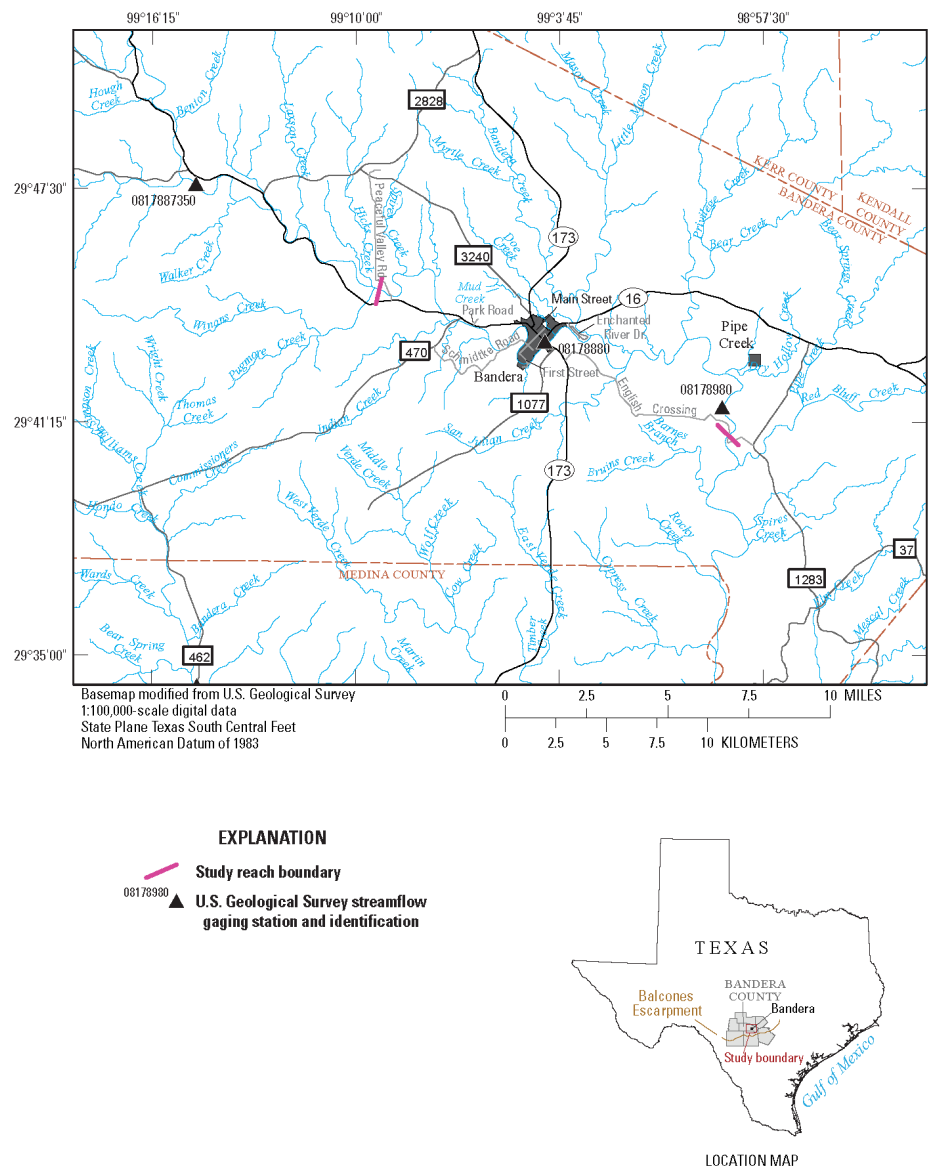 99°16'15"
99°10'00"
99°3'45"
98°57'30"
Hough
Creek
Benton Creek
Laxson Creek
2828
Bandera Creek
Myrtle Creek
Mason Creek
Little Mason Creek
29°47'30"
0817887350
Peaceful Valley Rd
Hicks Creek
Spires Creek
Privilege Creek
KERR COUNTY
BANDERA COUNTY
KENDALL
COUNTY
Bear Creek
Bear Springs Creek
173
3240
Doe Creek
Walker Creek
Mud
Creek
Park Road
Main Street
16
Winans Creek
Enchanted
River Dr.
Pipe
Creek
08178880
Schmidtke Road
470
Wyatt Creek
Pugmore Creek
Bandera
First Street
Hollow Creek
Pipe Creek
Red Bluff Creek
08178980
1077
English Crossing
Thomas
Creek
29°41'15"
Williams Creek
Commissioners
Indian Creek
San Julian Creek
Barnes
Branch
Middle
Verde Creek
173
Bruins Creek
Hondo Creek
West Verde Creek
Wolf Creek
Rocky
Creek
Spires
Creek
East Verde Creek
37
MEDINA COUNTY
Wards Creek
Bandera Creek
Cow Creek
Cypress Creek
1283
Elm Creek
Mescal Creek
Bear Spring
Creek
Martin
Creek
Timber
Creek
29°35'00"
462
Basemap modified from U.S. Geological Survey
1:100,000-scale digital data
State Plane Texas South Central Feet
North American Datum of 1983
0 2.5 5 7.5 10 MILES
0 2.5 5 7.5 10 KILOMETERS
EXPLANATION
Study reach boundary
08178980
U.S. Geological Survey streamflow
gaging station and identification
TEXAS
BANDERA
COUNTY
Balcones
Escarpment
Bandera
Study boundary
Gulf of Mexico
LOCATION MAP